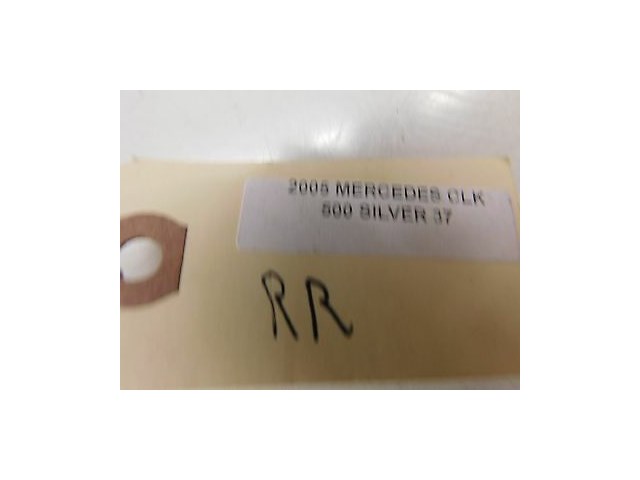 2005 MERCEDES CLK
500 SILVER 37
RR